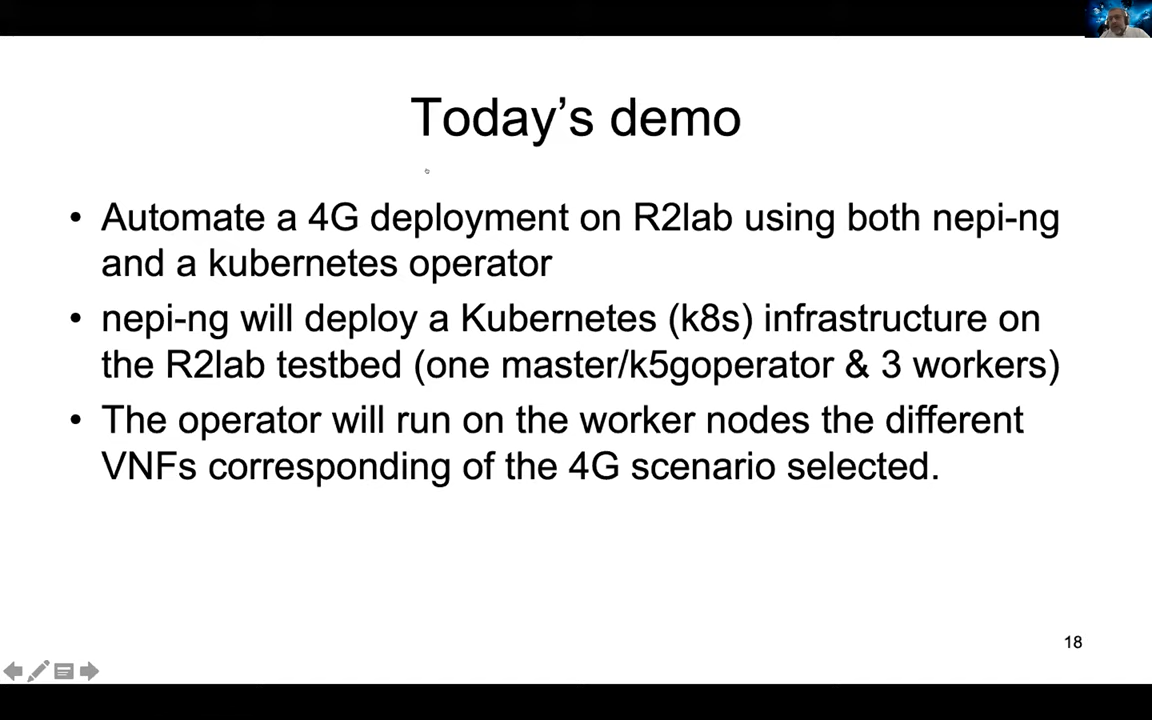 Today’s demo
• Automate a 4G deployment on R2lab using both nepi-ng
and a kubernetes operator
• nepi-ng will deploy a Kubernetes (k8s) infrastructure on
the R2lab testbed (one master/k5goperator & 3 workers)
• The operator will run on the worker nodes the different
VNFs corresponding of the 4G scenario selected.
18